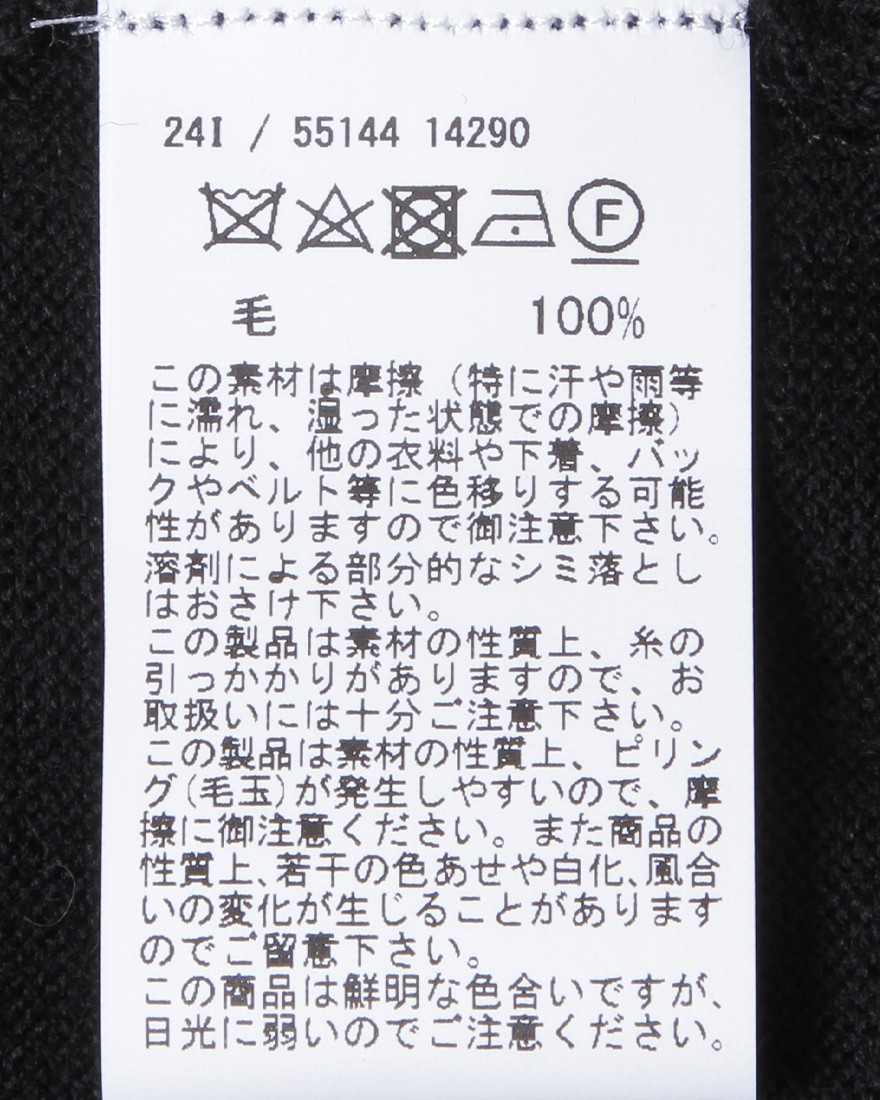 24I / 55144 14290
F
毛 100%
この素材は摩擦（特に汗や雨等
に濡れ、湿った状態での摩擦）
により、他の衣料や下着、バッ
クやベルト等に色移りする可能
性がありますので御注意下さい。
溶剤による部分的なシミ落とし
はおさけ下さい。
この製品は素材の性質上、糸の
引っかかりがありますので、お
取扱いには十分ご注意下さい。
この製品は素材の性質上、ピリン
グ(毛玉)が発生しやすいので、摩
擦に御注意ください。また商品の
性質上､若干の色あせや白化､風合
いの変化が生じることがあります
のでご留意下さい。
この商品は鮮明な色合いですが、
日光に弱いのでご注意ください。